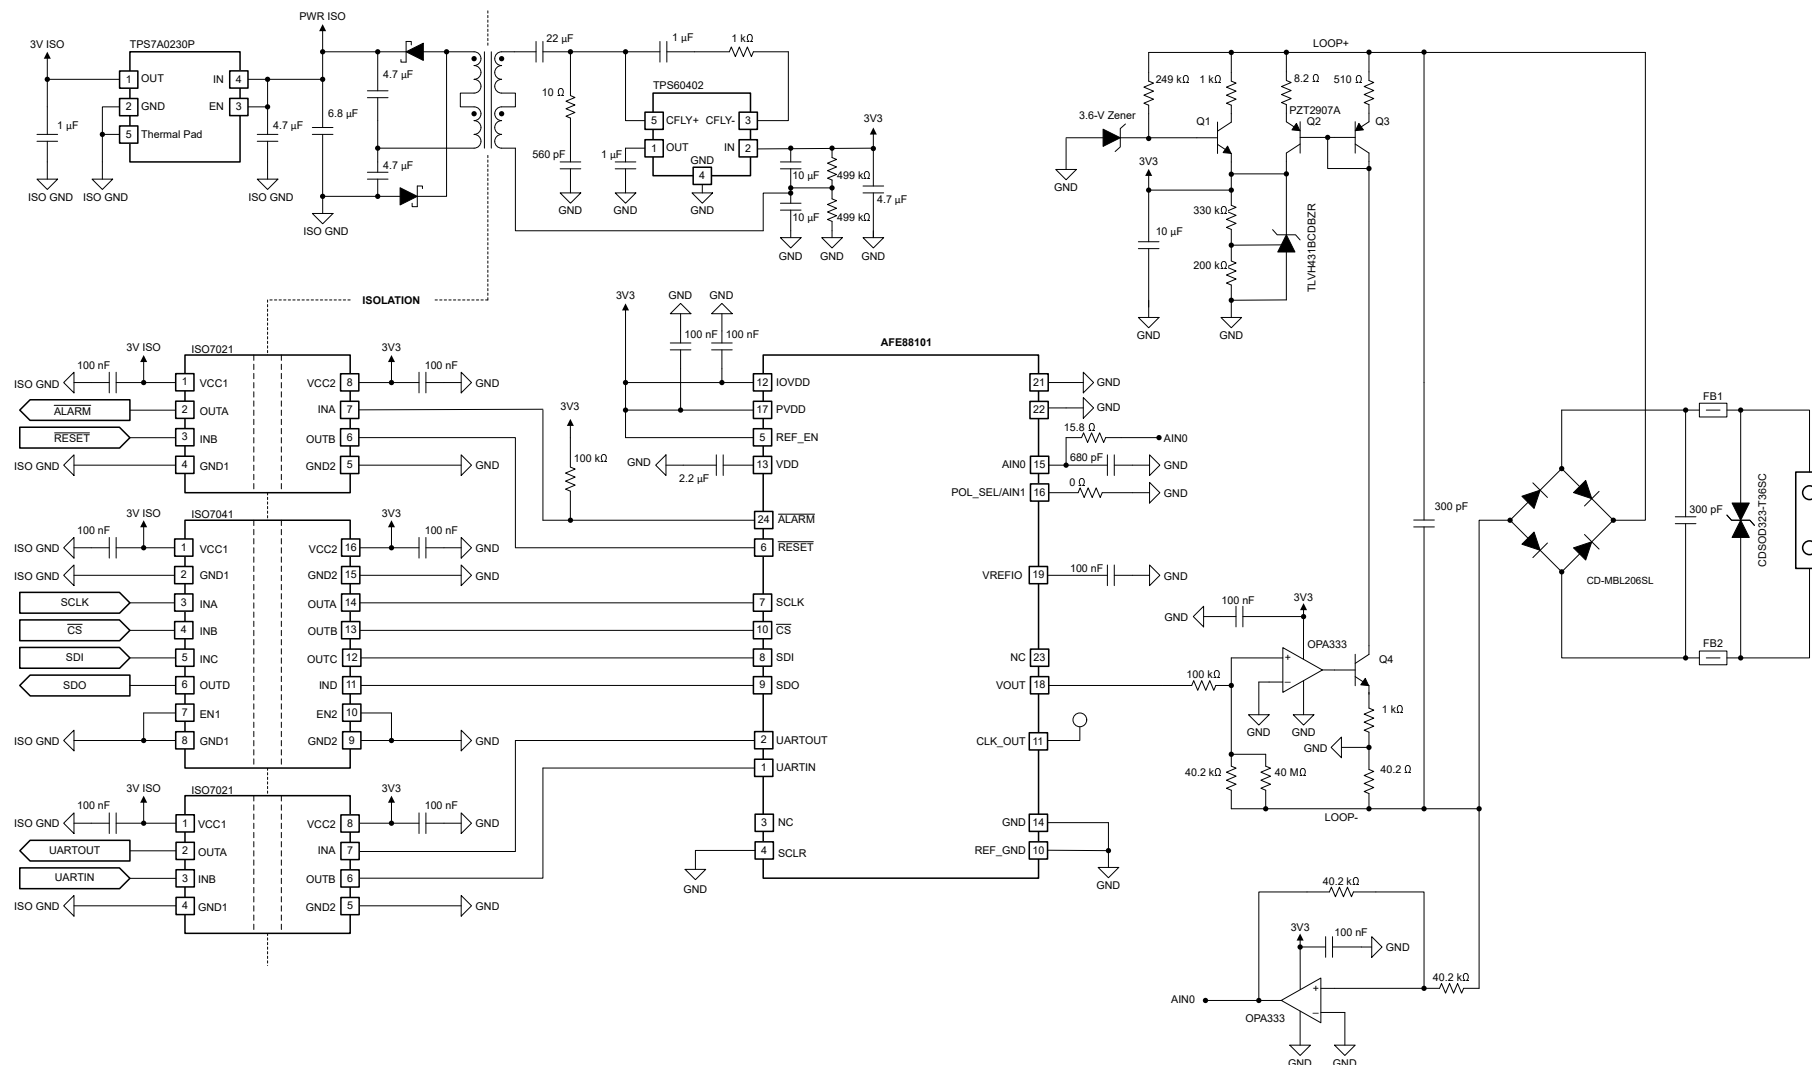 PWR ISO
3V ISO
TPS7A0230P
1 OUT
IN 4
2 GND
EN 3
5 Thermal Pad
1 µF
4.7 µF
6.8 µF
4.7 µF
4.7 µF
ISO GND
ISO GND
ISO GND
ISO GND
22 µF
1 µF
1 kΩ
10 Ω
560 pF
TPS60402
5 CFLY+
CFLY- 3
1 OUT
IN 2
GND
4
1 µF
3V3
10 µF
499 kΩ
10 µF
499 kΩ
4.7 µF
GND
GND
GND
GND
GND
GND
LOOP+
249 kΩ
1 kΩ
8.2 Ω
510 Ω
3.6-V Zener
PZT2907A
Q1
Q2
Q3
GND
3V3
330 kΩ
10 µF
200 kΩ
TLVH431BCDBZR
GND
GND
ISOLATION
ISO7021
100 nF
3V ISO
3V3
100 nF
ISO GND
1 VCC1
VCC2 8
GND
ALARM
2 OUTA
INA 7
RESET
3 INB
OUTB 6
ISO GND
4 GND1
GND2 5
GND
ISO7041
100 nF
3V ISO
3V3
100 nF
ISO GND
1 VCC1
VCC2 16
GND
ISO GND
2 GND1
GND2 15
GND
SCLK
3 INA
OUTA 14
CS
4 INB
OUTB 13
SDI
5 INC
OUTC 12
SDO
6 OUTD
IND 11
7 EN1
EN2 10
ISO GND
8 GND1
GND2 9
GND
ISO7021
100 nF
3V ISO
3V3
100 nF
ISO GND
1 VCC1
VCC2 8
GND
UARTOUT
2 OUTA
INA 7
UARTIN
3 INB
OUTB 6
ISO GND
4 GND1
GND2 5
GND
3V3
GND
GND
100 nF
100 nF
AFE88101
3V3
100 kΩ
GND
2.2 µF
12 IOVDD
17 PVDD
5 REF_EN
13 VDD
24 ALARM
6 RESET
7 SCLK
10 CS
8 SDI
9 SDO
2 UARTOUT
1 UARTIN
3 NC
4 SCLR
GND
21
GND
22
GND
15.8 Ω
AIN0
AIN0 15
680 pF
GND
POL_SEL/AIN1 16
0 Ω
GND
VREFIO 19
100 nF
GND
NC 23
VOUT 18
CLK_OUT 11
GND 14
REF_GND 10
GND
GND
100 nF
3V3
OPA333
Q4
100 kΩ
GND
GND
GND
1 kΩ
40.2 kΩ
40 MΩ
40.2 Ω
LOOP-
300 pF
CD-MBL206SL
FB1
300 pF
CDSOD323-T36SC
FB2
40.2 kΩ
3V3
100 nF
GND
40.2 kΩ
AIN0
OPA333
GND
GND